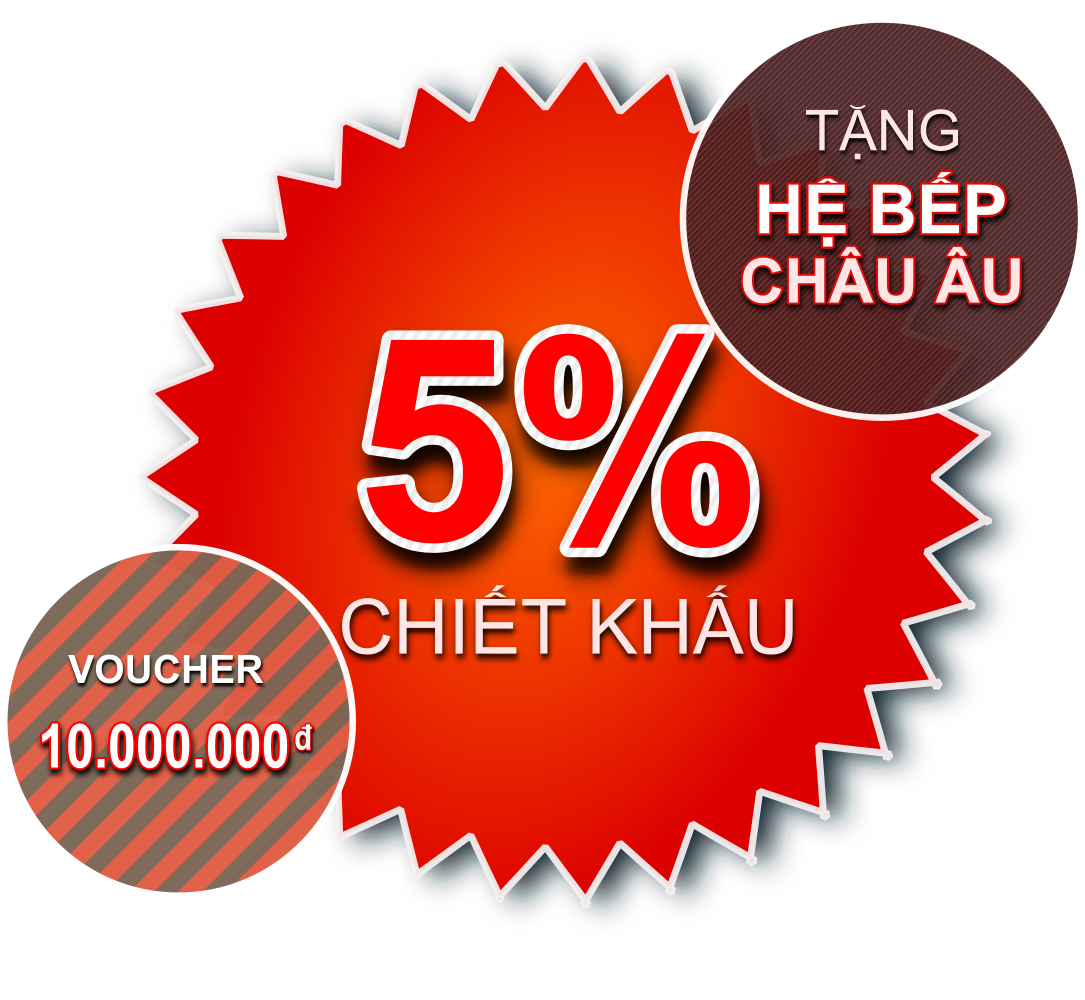 TẶNG
HỆ BẾP
CHÂU ÂU
5%
CHIẾT KHẤU
VOUCHER
10.000.000đ